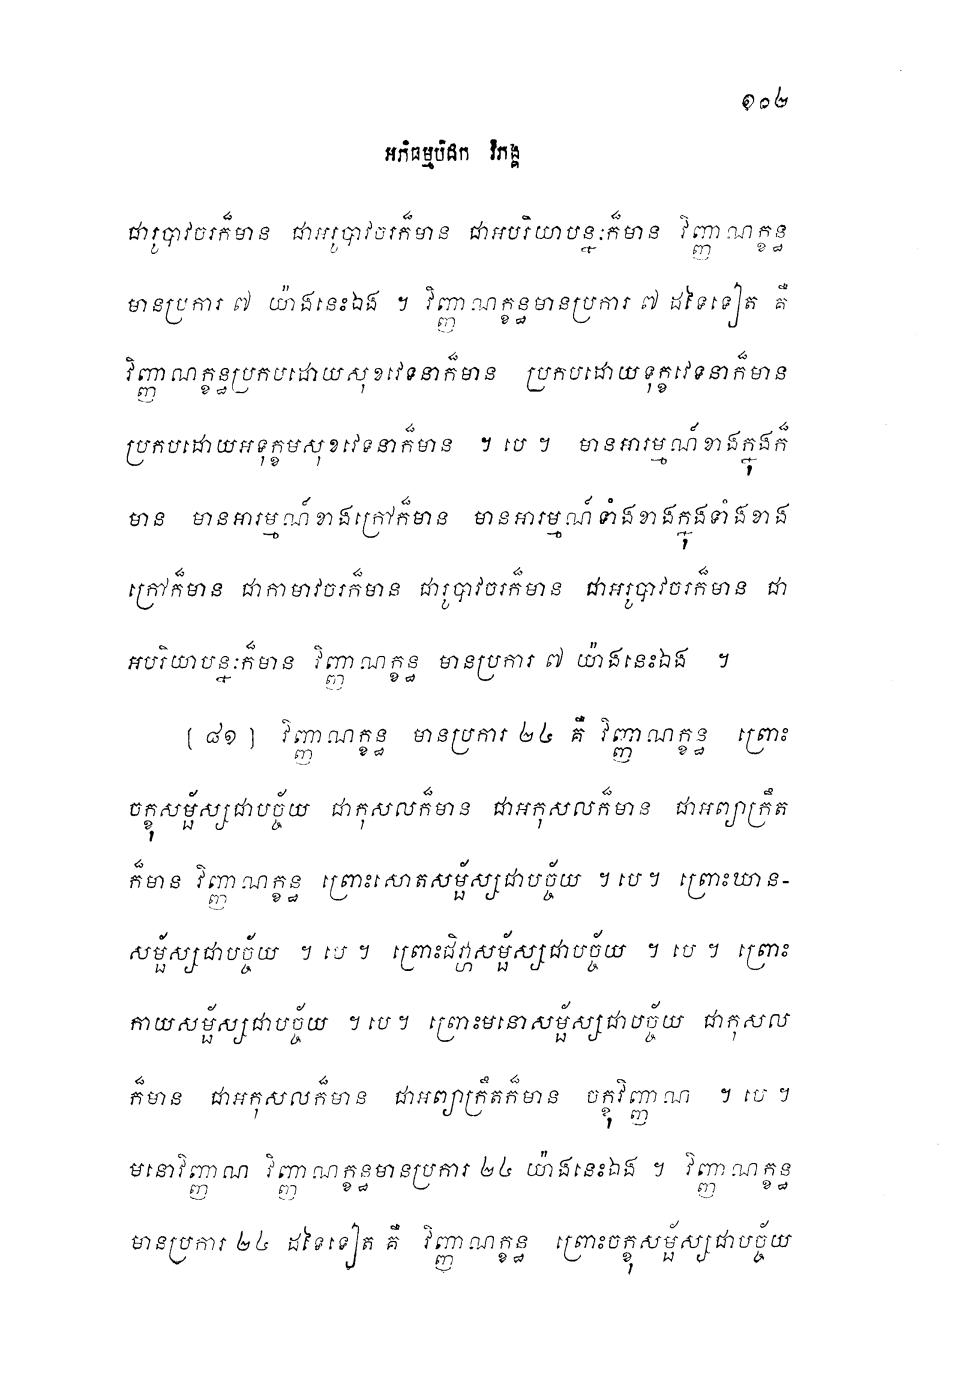 ១០២
អភិធម្មបិដក វិភង្គ
ជារូបាវចរក៏មាន ជាអរូបាវចរក៏មាន ជាអបរិយាបន្នៈក៏មាន វិញ្ញាណក្ខន្ធ
មានប្រការ ៧ យ៉ាងនេះឯង ។ វិញ្ញាណក្ខន្ធមានប្រការ ៧ ដទៃទៀត គឺ
វិញ្ញាណក្ខន្ធប្រកបដោយសុខវេទនាក៏មាន ប្រកបដោយទុក្ខវេទនាក៏មាន
ប្រកបដោយអទុក្ខមសុខវេទនាក៏មាន ។ បេ ។ មានអារម្មណ៍ខាងក្នុងក៏
មាន មានអារម្មណ៍ខាងក្រៅក៏មាន មានអារម្មណ៍ទាំងខាងក្នុងទាំងខាង
ក្រៅក៏មាន ជាកាមាវចរក៏មាន ជារូបាវចរក៏មាន ជាអរូបាវចរក៏មាន ជា
អបរិយាបន្នៈក៏មាន វិញ្ញាណក្ខន្ធ មានប្រការ ៧ យ៉ាងនេះឯង ។
[ ៨១ ] វិញ្ញាណក្ខន្ធ មានប្រការ ២៤ គឺ វិញ្ញាណក្ខន្ធ ព្រោះ
ចក្ខុសម្ផ័ស្សជាបច្ច័យ ជាកុសលក៏មាន ជាអកុសលក៏មាន ជាអព្យាក្រឹត
ក៏មាន វិញ្ញាណក្ខន្ធ ព្រោះសោតសម្ផ័ស្សជាបច្ច័យ ។ បេ ។ ព្រោះឃាន-
សម្ផ័ស្សជាបច្ច័យ ។ បេ ។ ព្រោះជិវ្ហាសម្ផ័ស្សជាបច្ច័យ ។ បេ ។ ព្រោះ
កាយសម្ផ័ស្សជាបច្ច័យ ។ បេ ។ ព្រោះមនោសម្ផ័ស្សជាបច្ច័យ ជាកុសល
ក៏មាន ជាអកុសលក៏មាន ជាអព្យាក្រឹតក៏មាន ចក្ខុវិញ្ញាណ ។ បេ ។
មនោវិញ្ញាណ វិញ្ញាណក្ខន្ធមានប្រការ ២៤ យ៉ាងនេះឯង ។ វិញ្ញាណក្ខន្ធ
មានប្រការ ២៤ ដទៃទៀត គឺ វិញ្ញាណក្ខន្ធ ព្រោះចក្ខុសម្ផ័ស្សជាបច្ច័យ